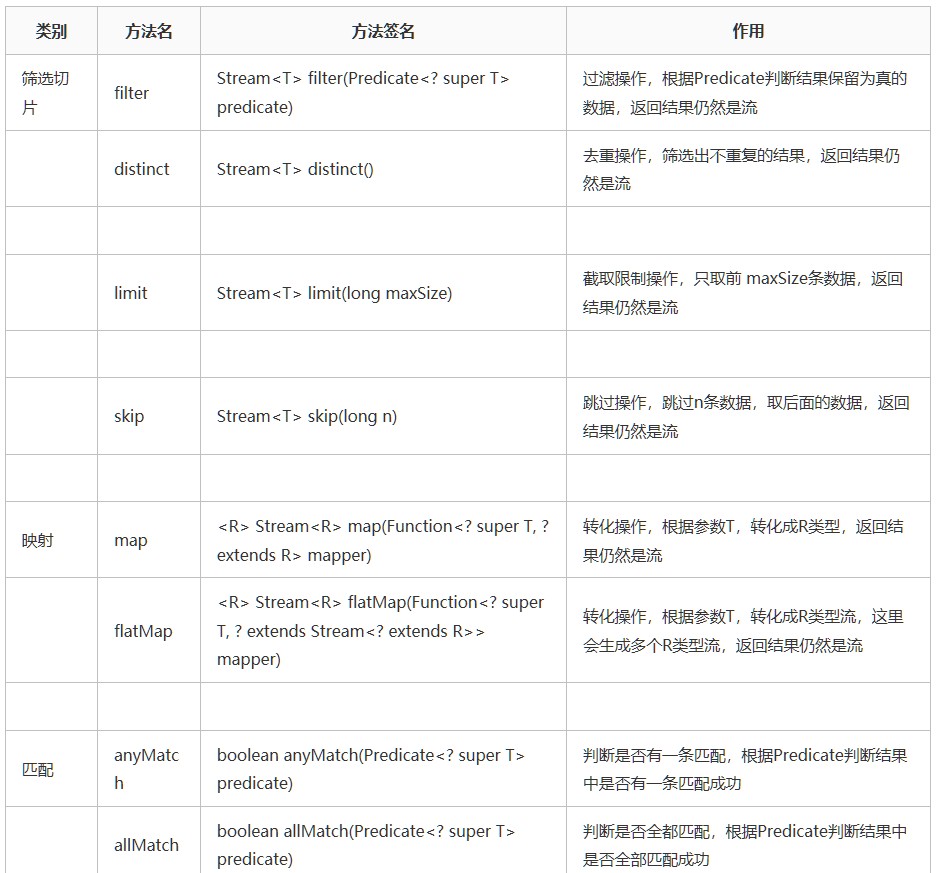 类别 方法名 方法签名 作用
筛选切
片
filter
Stream<T> filter(Predicate<? super T>
predicate)
过滤操作，根据Predicate判断结果保留为真的
数据，返回结果仍然是流
distinct
Stream<T> distinct()
去重操作，筛选出不重复的结果，返回结果仍
然是流
limit
Stream<T> limit(long maxSize)
截取限制操作，只取前 maxSize条数据，返回
结果仍然是流
skip
Stream<T> skip(long n)
跳过操作，跳过n条数据，取后面的数据，返回
结果仍然是流
映射
map
<R> Stream<R> map(Function<? super T, ?
extends R> mapper)
转化操作，根据参数T，转化成R类型，返回结
果仍然是流
flatMap
<R> Stream<R> flatMap(Function<? super
T, ? extends Stream<? extends R>>
mapper)
转化操作，根据参数T，转化成R类型流，这里
会生成多个R类型流，返回结果仍然是流
匹配
anyMatc
h
boolean anyMatch(Predicate<? super T>
predicate)
判断是否有一条匹配，根据Predicate判断结果
中是否有一条匹配成功
allMatch
boolean allMatch(Predicate<? super T>
predicate)
判断是否全都匹配，根据Predicate判断结果中
是否全部匹配成功